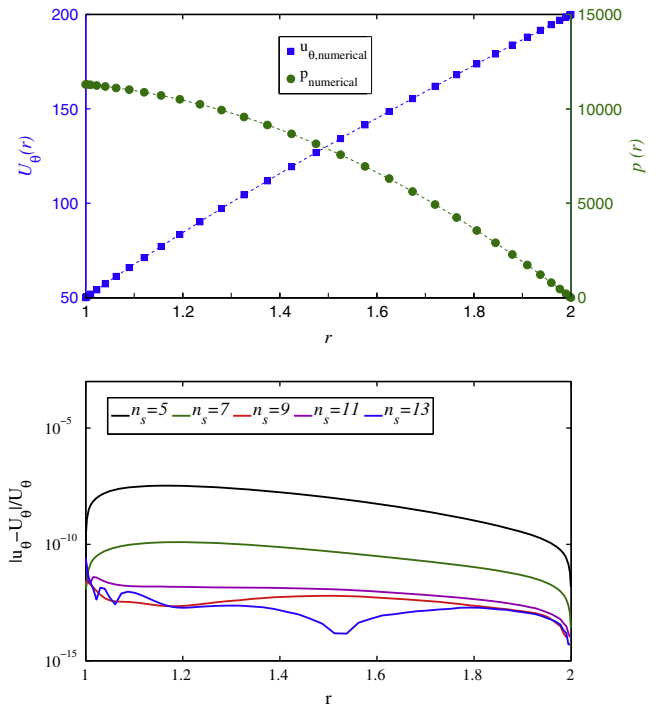 200
150
100
50
U_θ(r)
15000
10000
5000
0
p (r)
u_θ,numerical
p_numerical
1 1.2 1.4 1.6 1.8 2
r
10^−5
10^−10
10^−15
|u_θ−U_θ|/U_θ
n_s=5 n_s=7 n_s=9 n_s=11 n_s=13
1 1.2 1.4 1.6 1.8 2
r